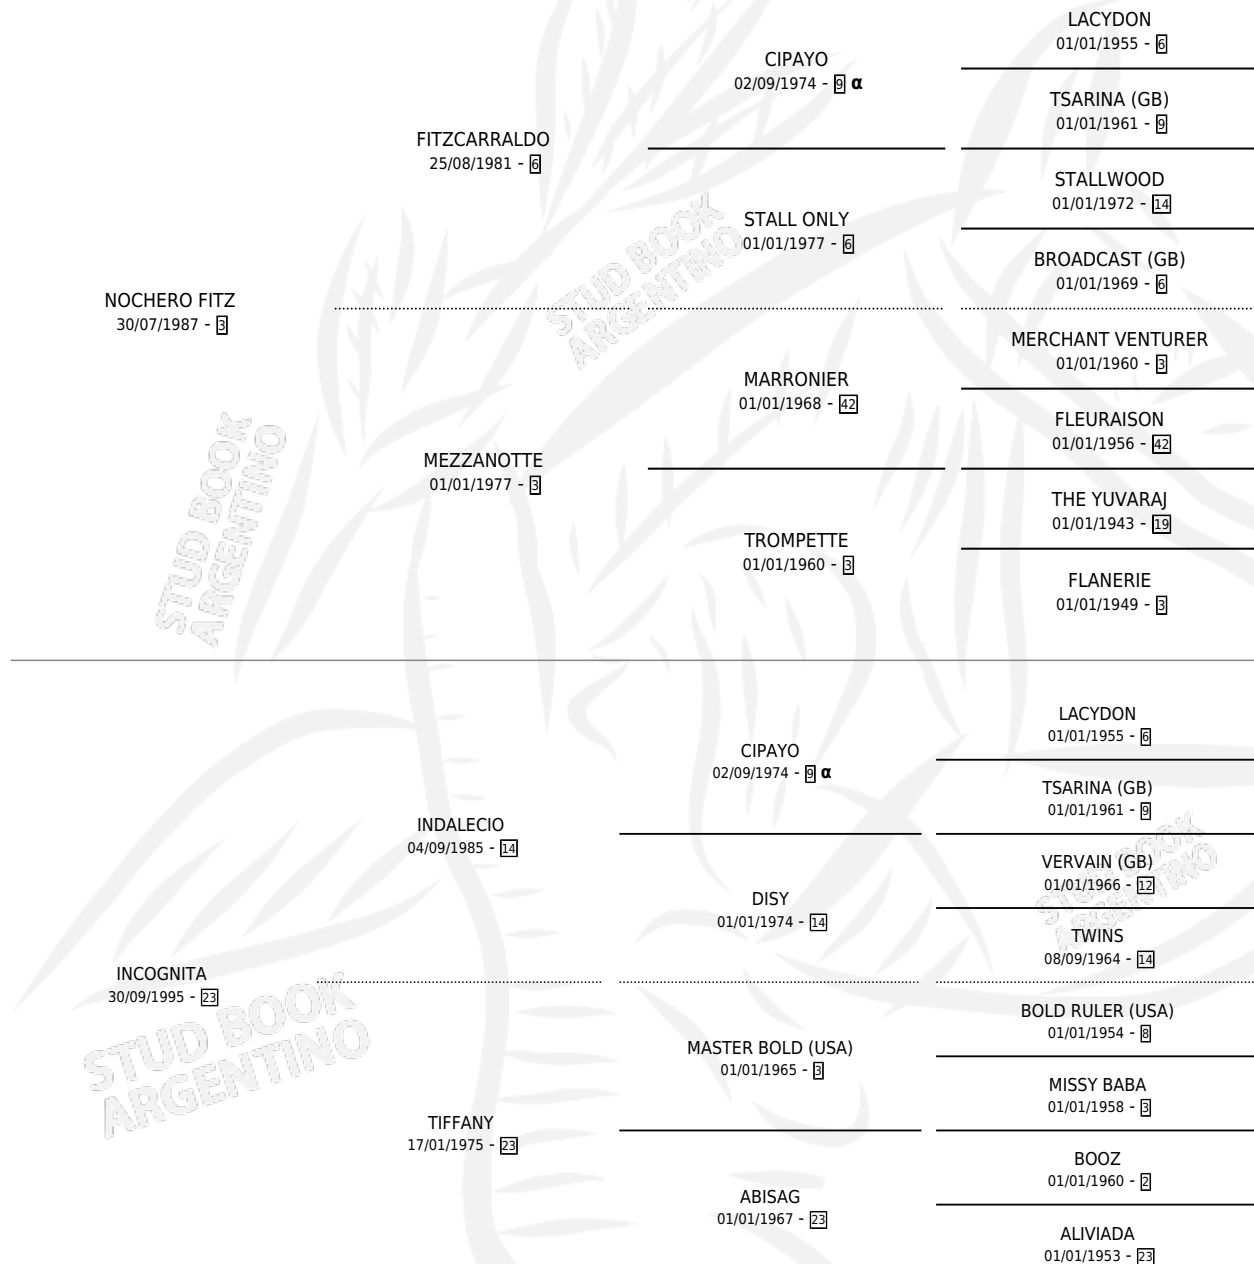 LACYDON
01/01/1955 - 6
CIPAYO
02/09/1974 - 9 α
TSARINA (GB)
01/01/1961 - 9
FITZCARRALDO
25/08/1981 - 6
STALLWOOD
01/01/1972 - 14
STALL ONLY
01/01/1977 - 6
BROADCAST (GB)
01/01/1969 - 6
STUD BOOK
ARGENTINO
NOCHERO FITZ
30/07/1987 - 3
MERCHANT VENTURER
01/01/1960 - 3
MARRONIER
01/01/1968 - 42
FLEURAISON
01/01/1956 - 42
MEZZANOTTE
01/01/1977 - 3
THE YUVARAJ
01/01/1943 - 19
TROMPETTE
01/01/1960 - 3
FLANERIE
01/01/1949 - 3
STUD BOOK
ARGENTINO
LACYDON
01/01/1955 - 6
CIPAYO
02/09/1974 - 9 α
TSARINA (GB)
01/01/1961 - 9
INDALECIO
04/09/1985 - 14
VERVAIN (GB)
01/01/1966 - 12
DISY
01/01/1974 - 14
TWINS
08/09/1964 - 14
STUD BOOK
ARGENTINO
INCOGNITA
30/09/1995 - 23
BOLD RULER (USA)
01/01/1954 - 8
MASTER BOLD (USA)
01/01/1965 - 3
MISSY BABA
01/01/1958 - 3
STUD BOOK
ARGENTINO
TIFFANY
17/01/1975 - 23
BOOZ
01/01/1960 - 2
ABISAG
01/01/1967 - 23
ALIVIADA
01/01/1953 - 23